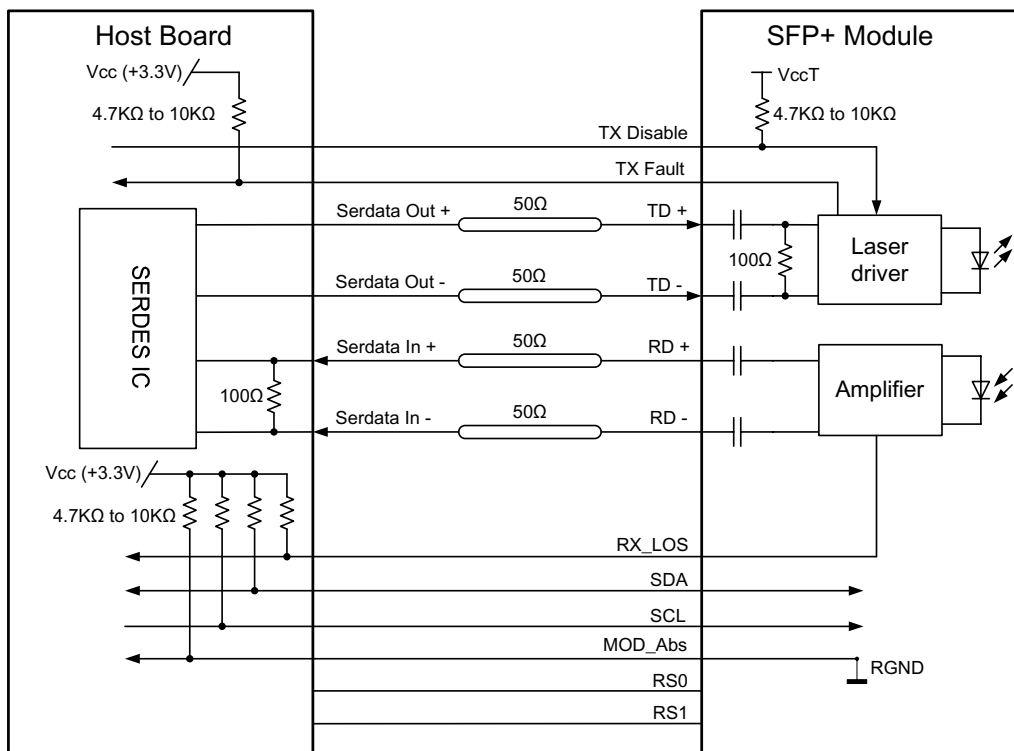 Host Board
SFP+ Module
Vcc (+3.3V)
VccT
4.7KΩ to 10KΩ
4.7KΩ to 10KΩ
TX Disable
TX Fault
Serdata Out +
50Ω
TD +
Laser
driver
100Ω
Serdata Out -
50Ω
TD -
SERDES IC
Serdata In +
50Ω
RD +
Amplifier
100Ω
Serdata In -
50Ω
RD -
Vcc (+3.3V)
4.7KΩ to 10KΩ
RX_LOS
SDA
SCL
MOD_Abs
RGND
RS0
RS1